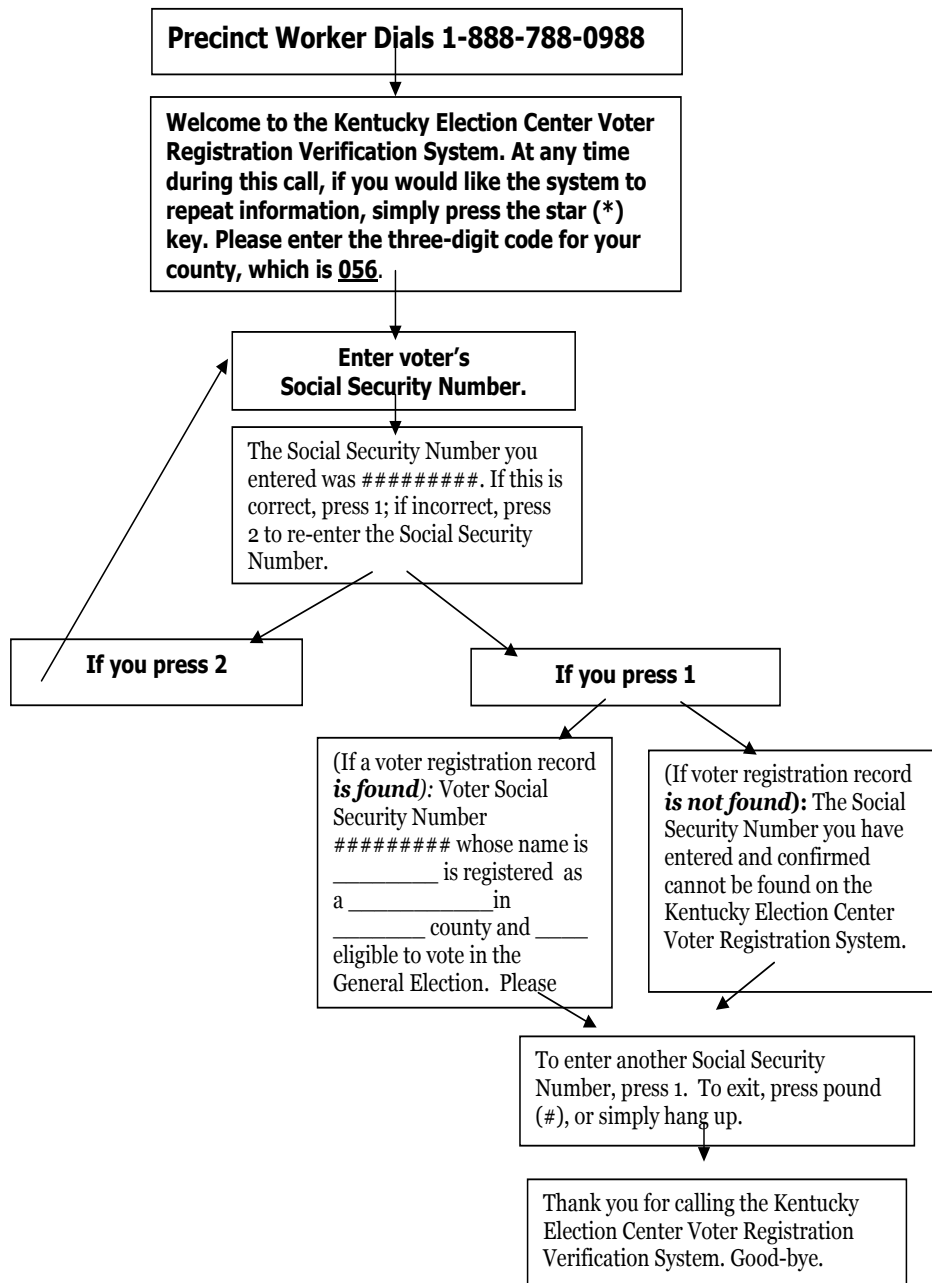 Precinct Worker Dials 1-888-788-0988
Welcome to the Kentucky Election Center Voter
Registration Verification System. At any time
during this call, if you would like the system to
repeat information, simply press the star (*)
key. Please enter the three-digit code for your
county, which is 056.
Enter voter's
Social Security Number.
The Social Security Number you
entered was #########. If this is
correct, press 1; if incorrect, press
2 to re-enter the Social Security
Number.
If you press 2
If you press 1
(If a voter registration record
is found): Voter Social
Security Number
######### whose name is
_________ is registered as
a _____________in
________ county and ____
eligible to vote in the
General Election. Please
(If voter registration record
is not found): The Social
Security Number you have
entered and confirmed
cannot be found on the
Kentucky Election Center
Voter Registration System.
To enter another Social Security
Number, press 1. To exit, press pound
(#), or simply hang up.
Thank you for calling the Kentucky
Election Center Voter Registration
Verification System. Good-bye.